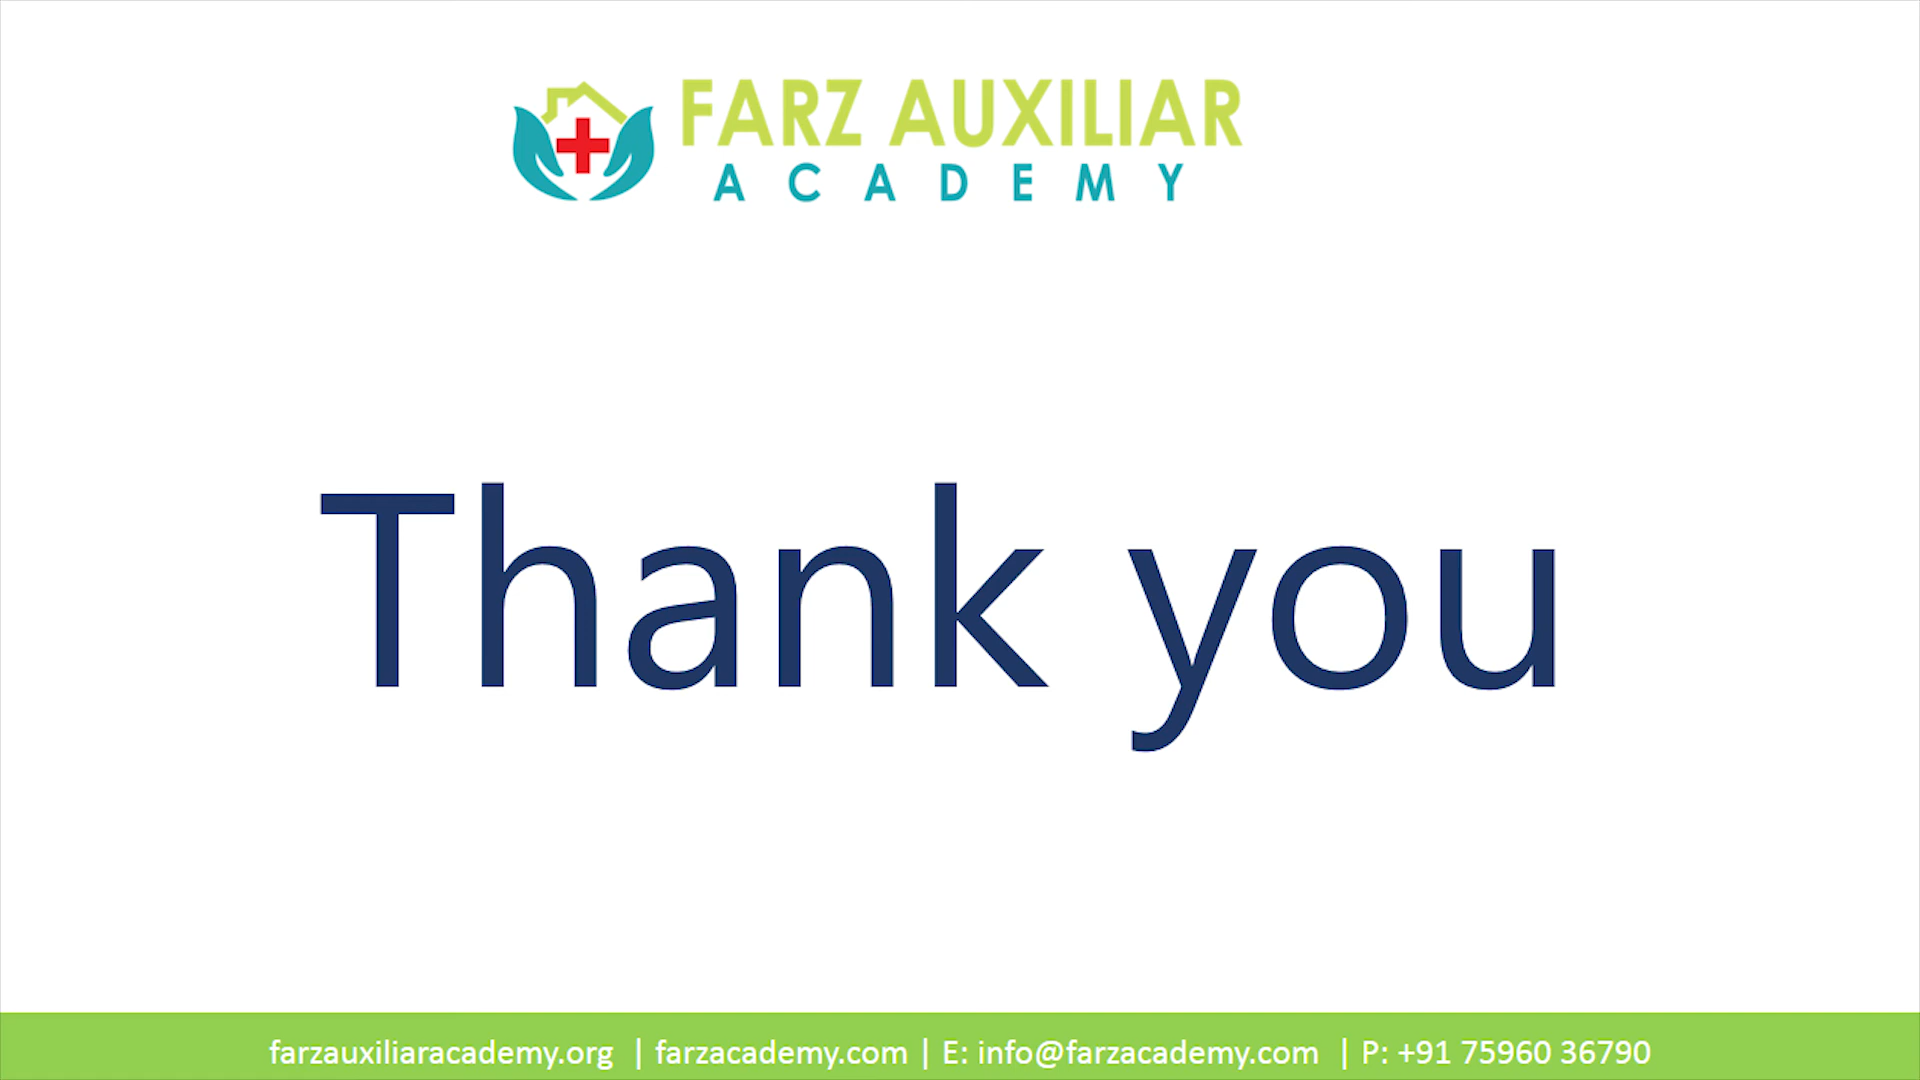 FARZ AUXILIAR
ACADEMY
Thank you
farzauxiliaracademy.org | farzacademy.com | E: info@farzacademy.com | P: +91 75960 36790